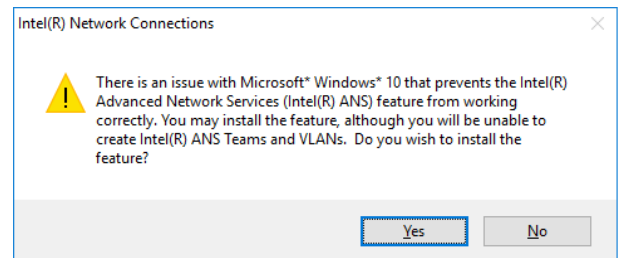 Intel(R) Network Connections
There is an issue with Microsoft* Windows* 10 that prevents the Intel(R)
Advanced Network Services (Intel(R) ANS) feature from working
correctly. You may install the feature, although you will be unable to
create Intel(R) ANS Teams and VLANs.  Do you wish to install the
feature?
Yes
No